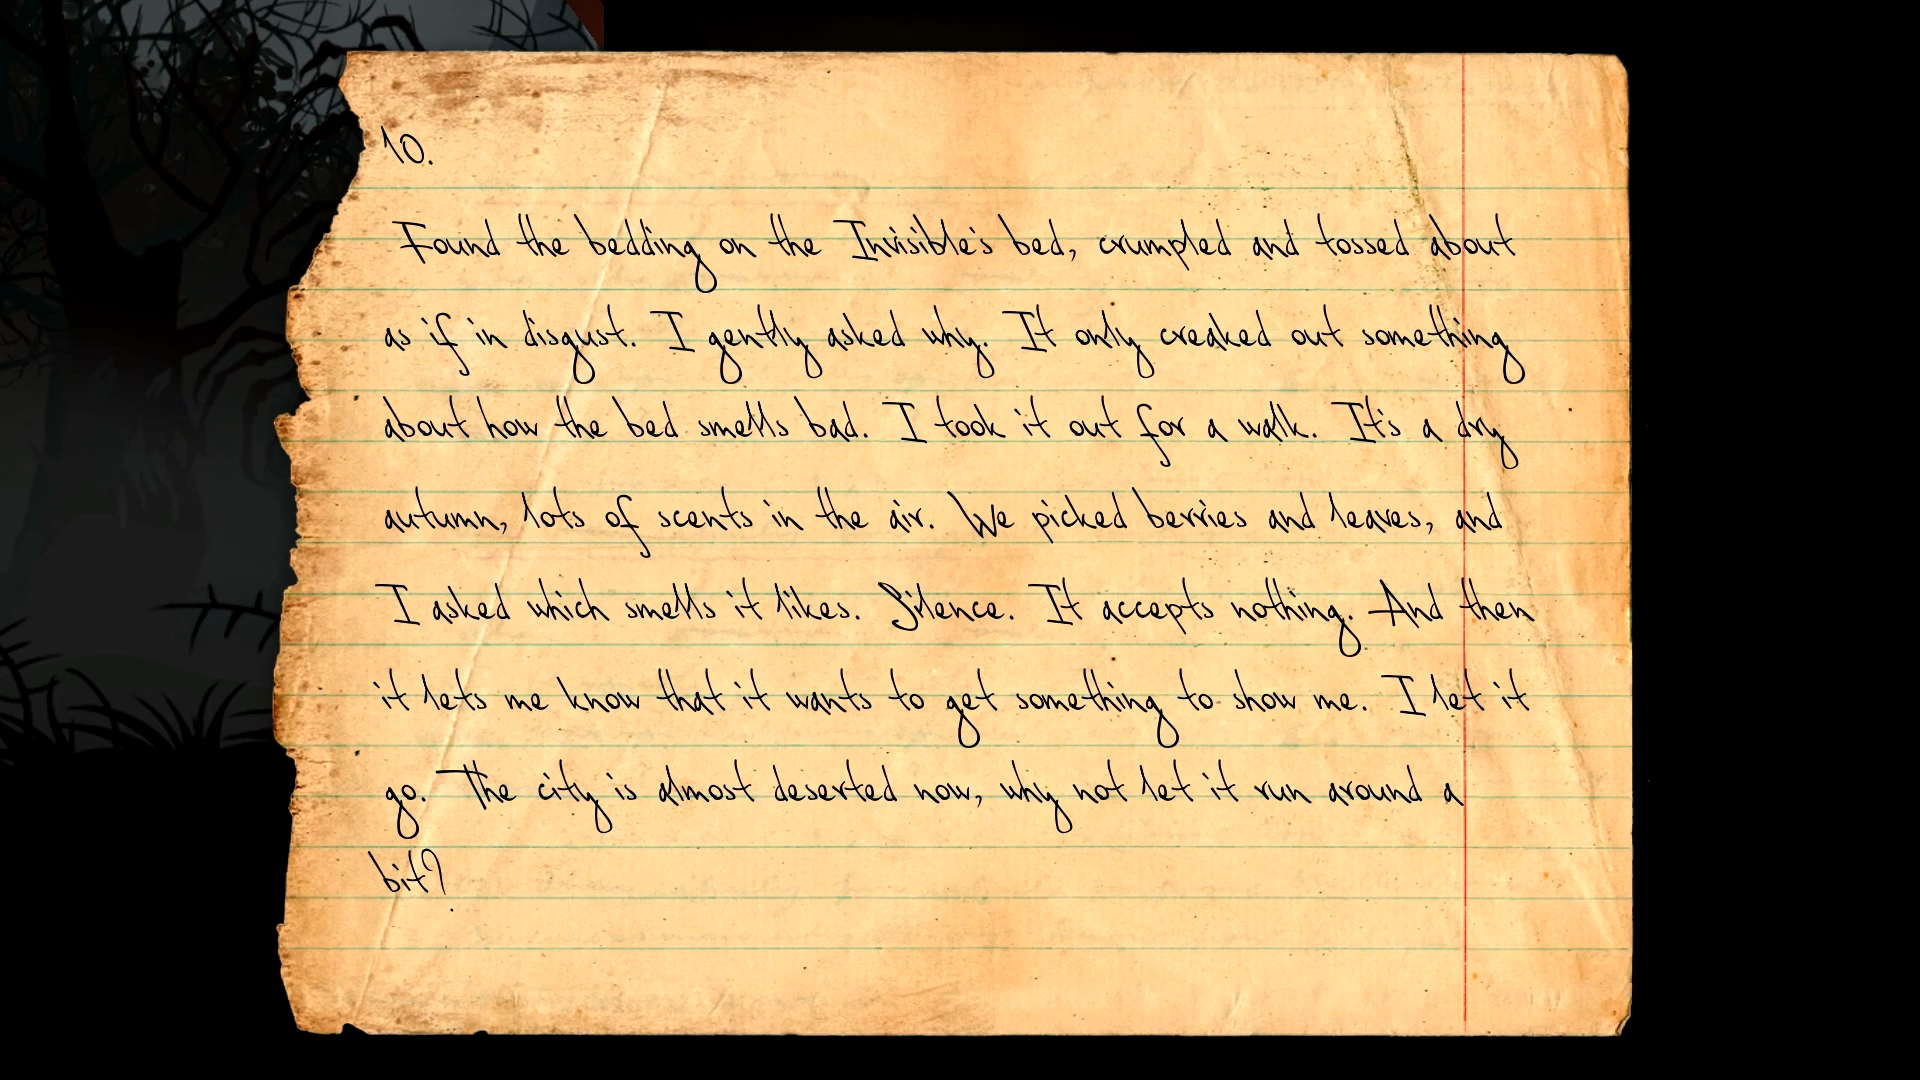 10.
Found the bedding on the Invisible's bed, crumpled and tossed about
as if in disgust. I gently asked why. It only creaked out something
about how the bed smells bad. I took it out for a walk. It's a dry
autumn, lots of scents in the air. We picked berries and leaves, and
I asked which smells it likes. Silence. It accepts nothing. And then
it lets me know that it wants to get something to show me. I let it
go. The city is almost deserted now, why not let it run around a
bit?